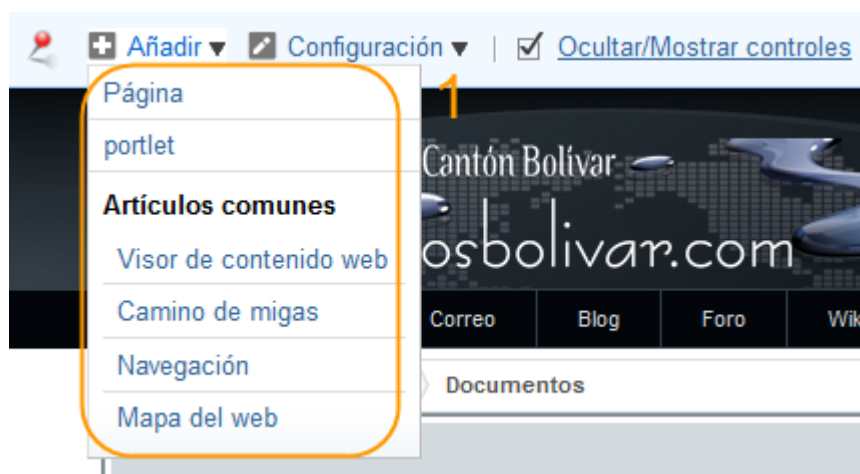 Añadir ▾ Configuración ▾ | Ocultar/Mostrar controles
1
Página
portlet
Artículos comunes
Visor de contenido web
Camino de migas
Navegación
Mapa del web
Cantón Bolívar
osbolivar.com
Correo Blog Foro Wik
Documentos